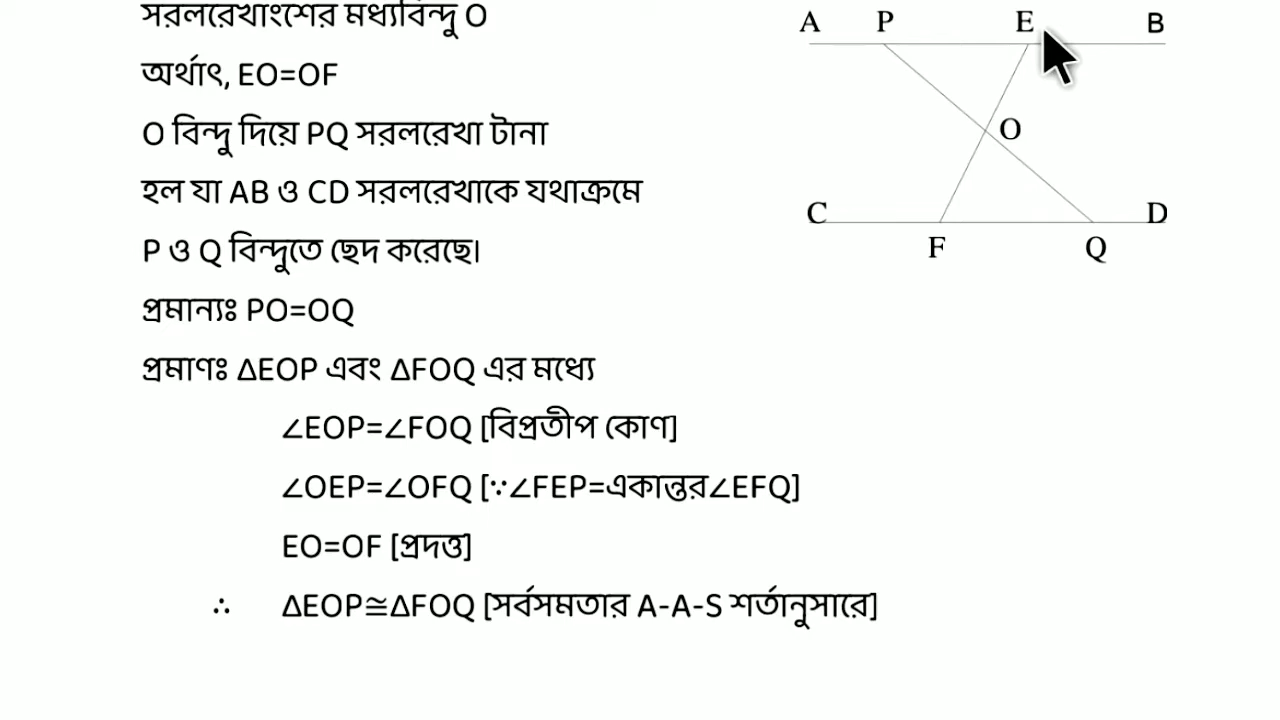 সরলরেখাংশের মধ্যবিন্দু O
অর্থাৎ, EO=OF
O বিন্দু দিয়ে PQ সরলরেখা টানা
হল যা AB ও CD সরলরেখাকে যথাক্রমে
P ও Q বিন্দুতে ছেদ করেছে।
প্রমান্যঃ PO=OQ
প্রমাণঃ ΔEOP এবং ΔFOQ এর মধ্যে
∠EOP=∠FOQ [বিপ্রতীপ কোণ]
∠OEP=∠OFQ [∵∠FEP=একান্তর∠EFQ]
EO=OF [প্রদত্ত]
∴ ΔEOP≅ΔFOQ [সর্বসমতার A-A-S শর্তানুসারে]
A P E B
O
C D
F Q